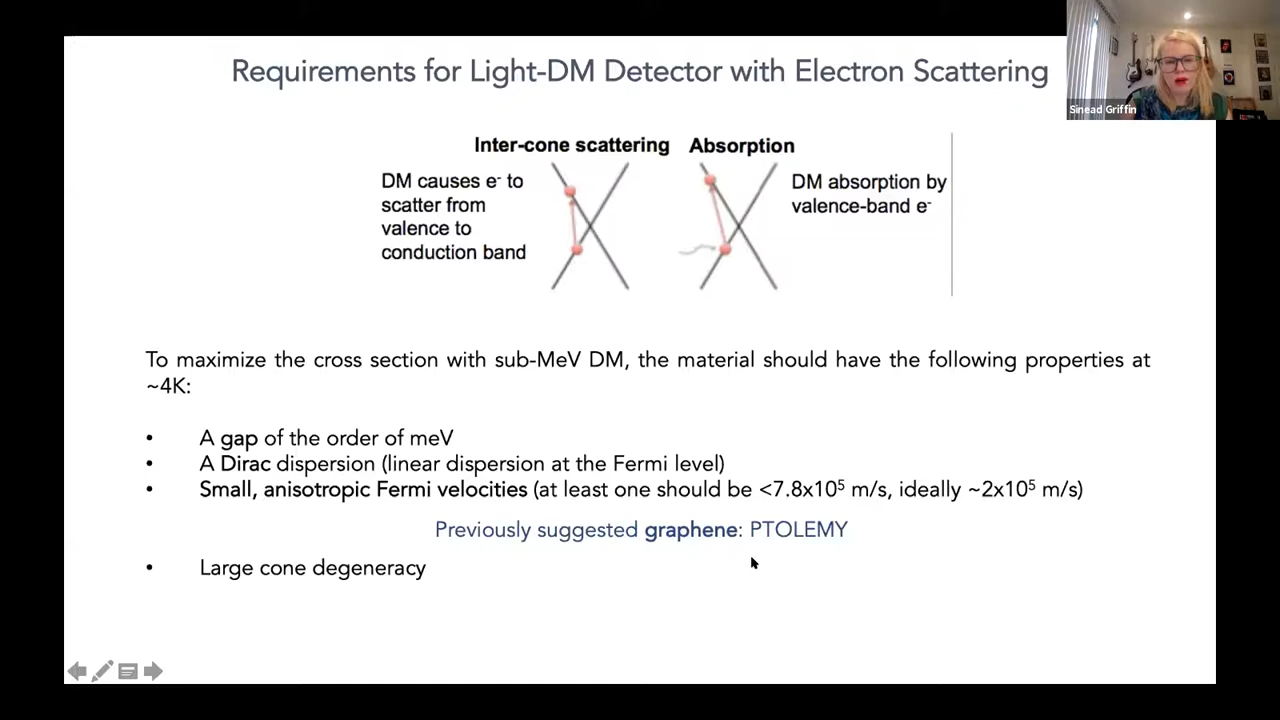 Requirements for Light-DM Detector with Electron Scattering
Sinead Griffin
Inter-cone scattering
Absorption
DM causes e⁻ to
scatter from
valence to
conduction band
DM absorption by
valence-band e⁻
To maximize the cross section with sub-MeV DM, the material should have the following properties at
~4K:
• A gap of the order of meV
• A Dirac dispersion (linear dispersion at the Fermi level)
• Small, anisotropic Fermi velocities (at least one should be <7.8x10⁵ m/s, ideally ~2x10⁵ m/s)
Previously suggested graphene: PTOLEMY
• Large cone degeneracy